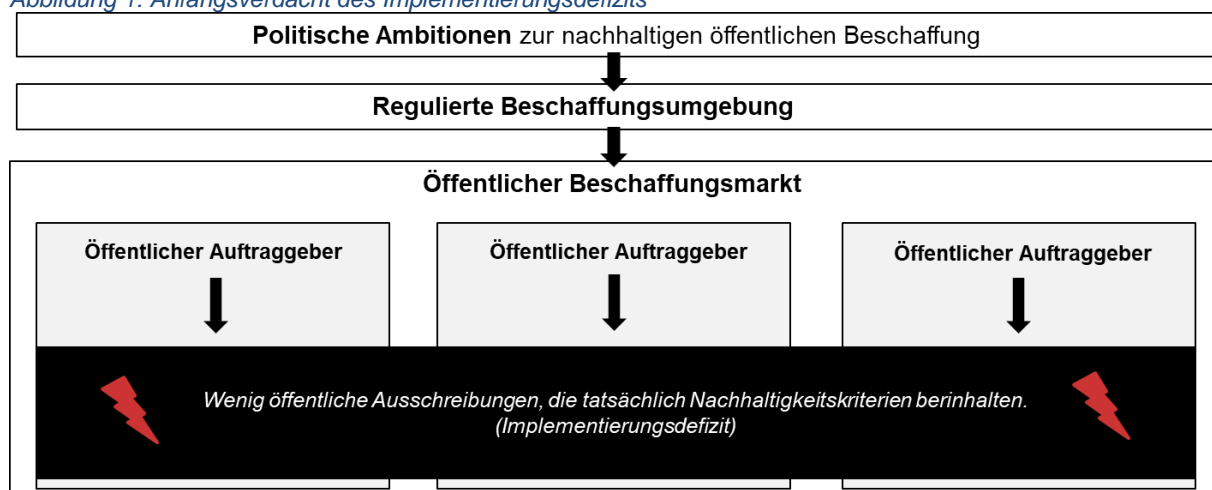 Abbildung 1: Anfangsverdacht des Implementierungsdefizits
Politische Ambitionen zur nachhaltigen öffentlichen Beschaffung
Regulierte Beschaffungsumgebung
Öffentlicher Beschaffungsmarkt
Öffentlicher Auftraggeber
Öffentlicher Auftraggeber
Öffentlicher Auftraggeber
Wenig öffentliche Ausschreibungen, die tatsächlich Nachhaltigkeitskriterien berinhalten.
(Implementierungsdefizit)